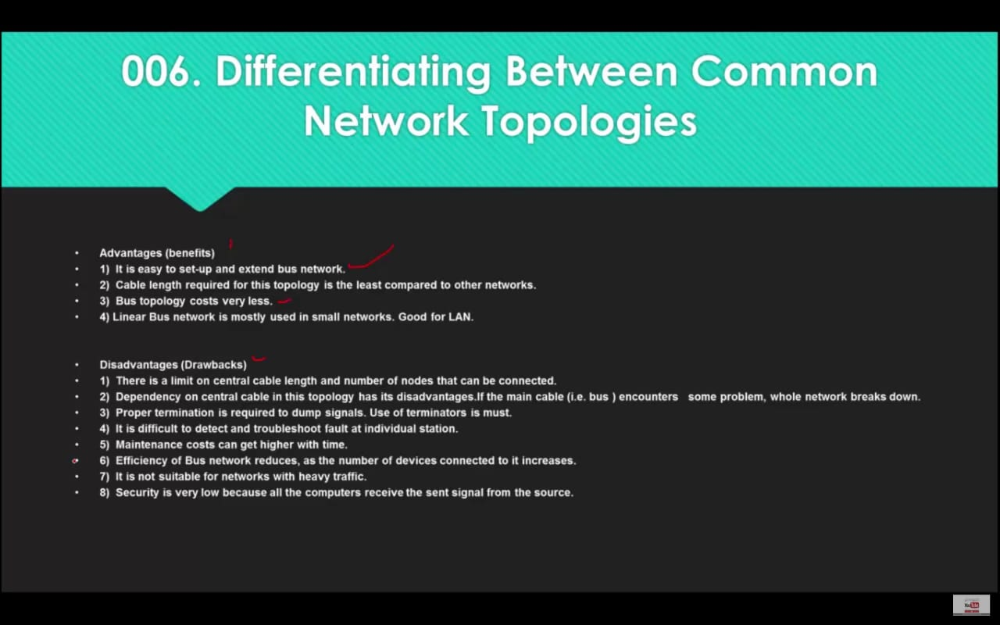 006. Differentiating Between Common
Network Topologies
• Advantages (benefits)
• 1) It is easy to set-up and extend bus network.
• 2) Cable length required for this topology is the least compared to other networks.
• 3) Bus topology costs very less.
• 4) Linear Bus network is mostly used in small networks. Good for LAN.
• Disadvantages (Drawbacks)
• 1) There is a limit on central cable length and number of nodes that can be connected.
• 2) Dependency on central cable in this topology has its disadvantages.If the main cable (i.e. bus ) encounters some problem, whole network breaks down.
• 3) Proper termination is required to dump signals. Use of terminators is must.
• 4) It is difficult to detect and troubleshoot fault at individual station.
• 5) Maintenance costs can get higher with time.
• 6) Efficiency of Bus network reduces, as the number of devices connected to it increases.
• 7) It is not suitable for networks with heavy traffic.
• 8) Security is very low because all the computers receive the sent signal from the source.
YouTube